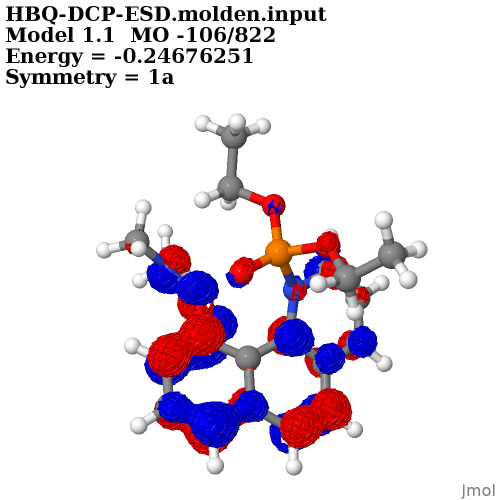 HBQ-DCP-ESD.molden.input
Model 1.1  MO -106/822
Energy = -0.24676251
Symmetry = 1a
Jmol